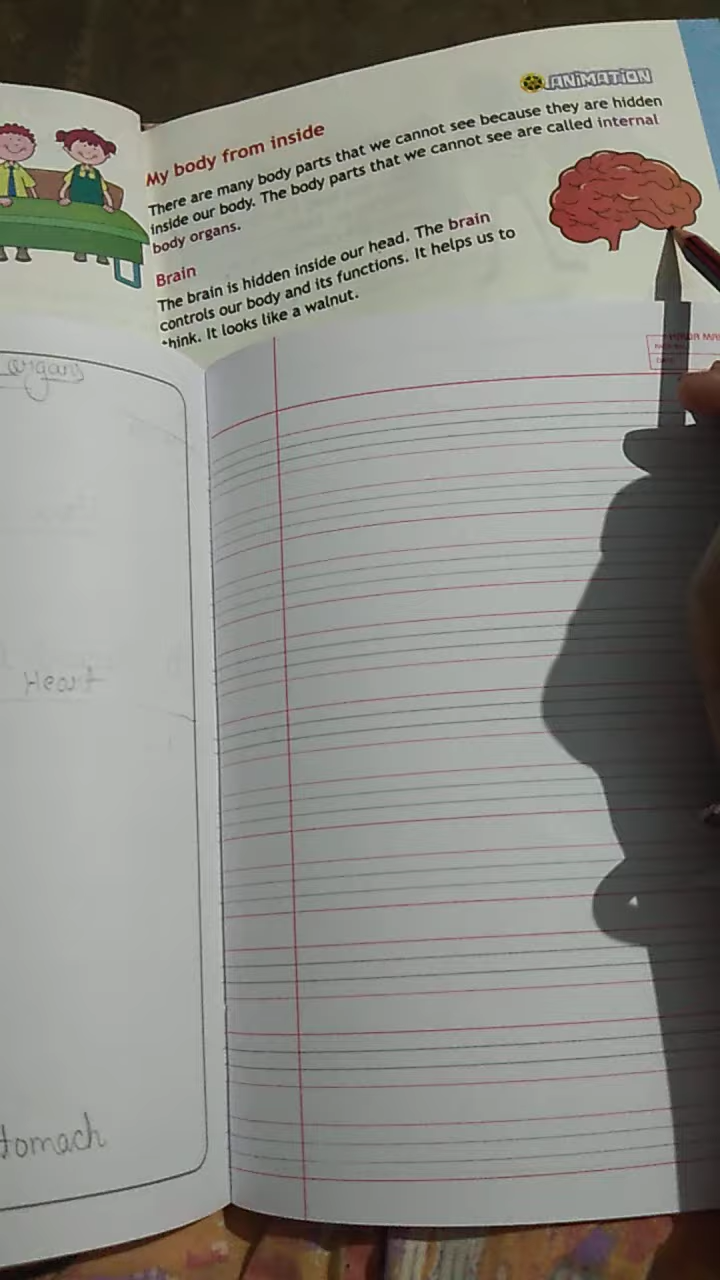 ANIMATION
My body from inside
There are many body parts that we cannot see because they are hidden
inside our body. The body parts that we cannot see are called internal
body organs.
Brain
The brain is hidden inside our head. The brain
controls our body and its functions. It helps us to
think. It looks like a walnut.
organs
Heart
tomach